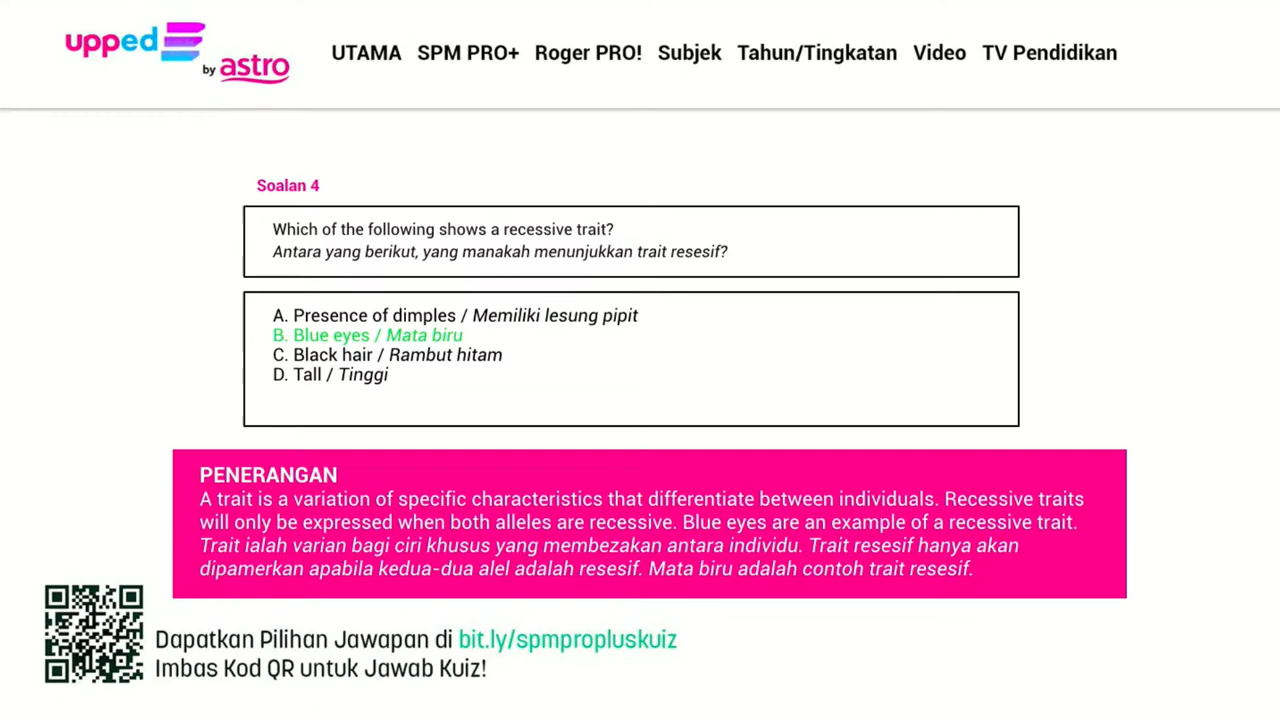 upped
by astro
UTAMA SPM PRO+ Roger PRO! Subjek Tahun/Tingkatan Video TV Pendidikan
Soalan 4
Which of the following shows a recessive trait?
Antara yang berikut, yang manakah menunjukkan trait resesif?
A. Presence of dimples / Memiliki lesung pipit
B. Blue eyes / Mata biru
C. Black hair / Rambut hitam
D. Tall / Tinggi
PENERANGAN
A trait is a variation of specific characteristics that differentiate between individuals. Recessive traits
will only be expressed when both alleles are recessive. Blue eyes are an example of a recessive trait.
Trait ialah varian bagi ciri khusus yang membezakan antara individu. Trait resesif hanya akan
dipamerkan apabila kedua-dua alel adalah resesif. Mata biru adalah contoh trait resesif.
Dapatkan Pilihan Jawapan di bit.ly/spmpropluskuiz
Imbas Kod QR untuk Jawab Kuiz!